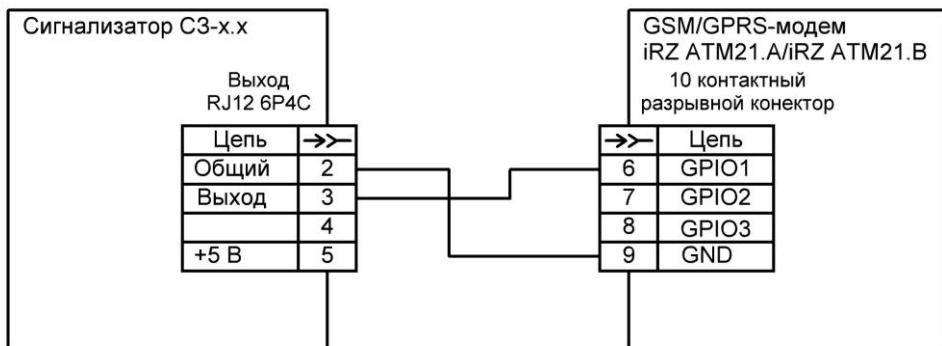 Сигнализатор СЗ-х.х
Выход
RJ12 6P4C
Цепь
Общий 2
Выход 3
4
+5 В 5
GSM/GPRS-модем
iRZ ATM21.A/iRZ ATM21.B
10 контактный
разрывной конектор
Цепь
6 GPIO1
7 GPIO2
8 GPIO3
9 GND